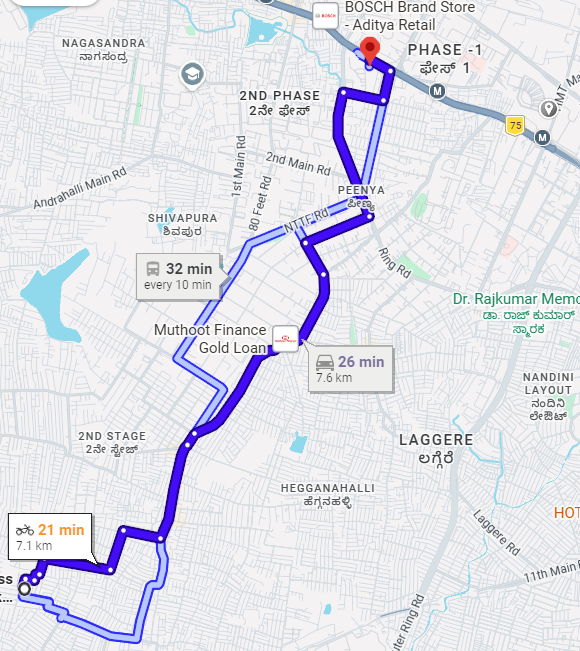 BOSCH Brand Store
- Aditya Retail
NAGASANDRA
ನಾಗಸಂದ್ರ
PHASE -1
ಫೇಸ್ 1
2ND PHASE
2ನೇ ಫೇಸ್
M
75
M
2nd Main Rd
1st Main Rd
80 Feet Rd
Andrahalli Main Rd
PEENYA
ಪೀಣ್ಯ
SHIVAPURA
ಶಿವಪುರ
NTTF Rd
Ring Rd
32 min
every 10 min
Dr. Rajkumar Memo
ಡಾ. ರಾಜ್ ಕುಮಾರ್
ಸ್ಮಾರಕ
Muthoot Finance
Gold Loan
26 min
7.6 km
NANDINI
LAYOUT
ನಂದಿನಿ
ಲೇಔಟ್
2ND STAGE
2ನೇ ಸ್ಟೇಜ್
LAGGERE
ಲಗ್ಗೆರೆ
HEGGANAHALLI
ಹೆಗ್ಗನಹಳ್ಳಿ
HOT
21 min
7.1 km
Laggere Rd
11th Main
uter Ring Rd